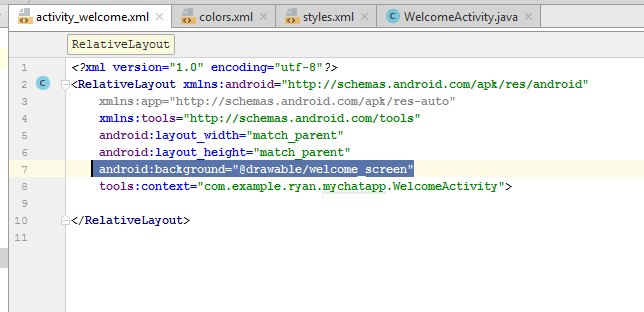 activity_welcome.xml colors.xml styles.xml WelcomeActivity.java
RelativeLayout
1 <?xml version="1.0" encoding="utf-8"?>
2 C <RelativeLayout xmlns:android="http://schemas.android.com/apk/res/android"
3 xmlns:app="http://schemas.android.com/apk/res-auto"
4 xmlns:tools="http://schemas.android.com/tools"
5 android:layout_width="match_parent"
6 android:layout_height="match_parent"
7 android:background="@drawable/welcome_screen"
8 tools:context="com.example.ryan.mychatapp.WelcomeActivity">
9
10 </RelativeLayout>
11